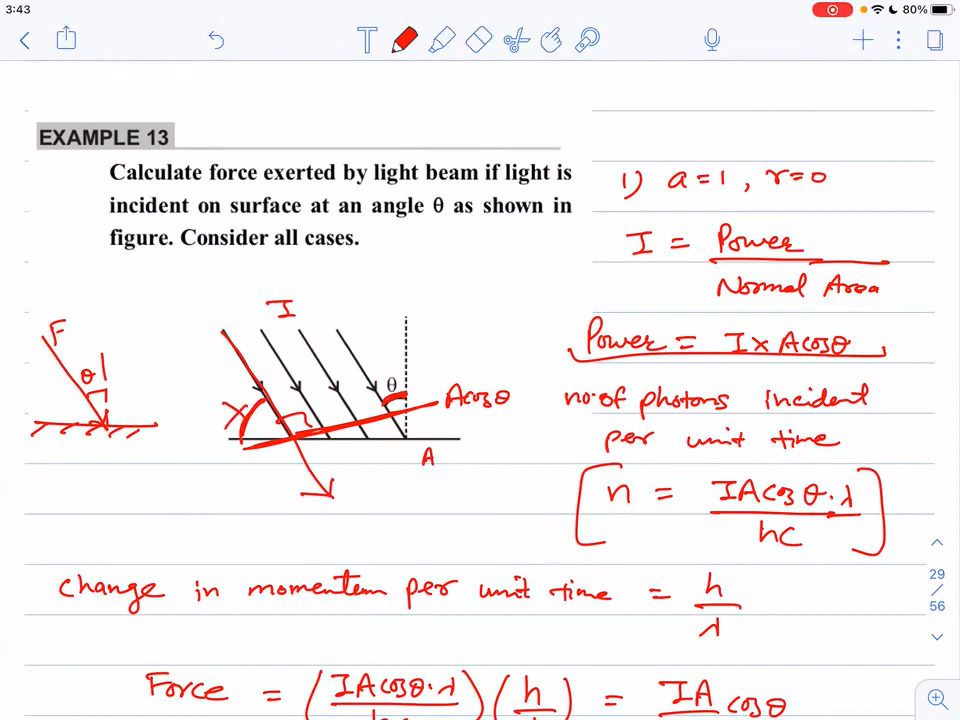 3:43
80%
T
EXAMPLE 13
Calculate force exerted by light beam if light is
incident on surface at an angle θ as shown in
figure. Consider all cases.
1) a=1, r=0
I = Power / Normal Area
Power = I x Acosθ
no. of photons incident
per unit time
n = IAcosθ.λ / hc
F
θ
I
θ
Acosθ
A
29
/
56
Change in momentum per unit time = h / λ
Force = (IAcosθ.λ / hc) (h / λ) = IA cosθ